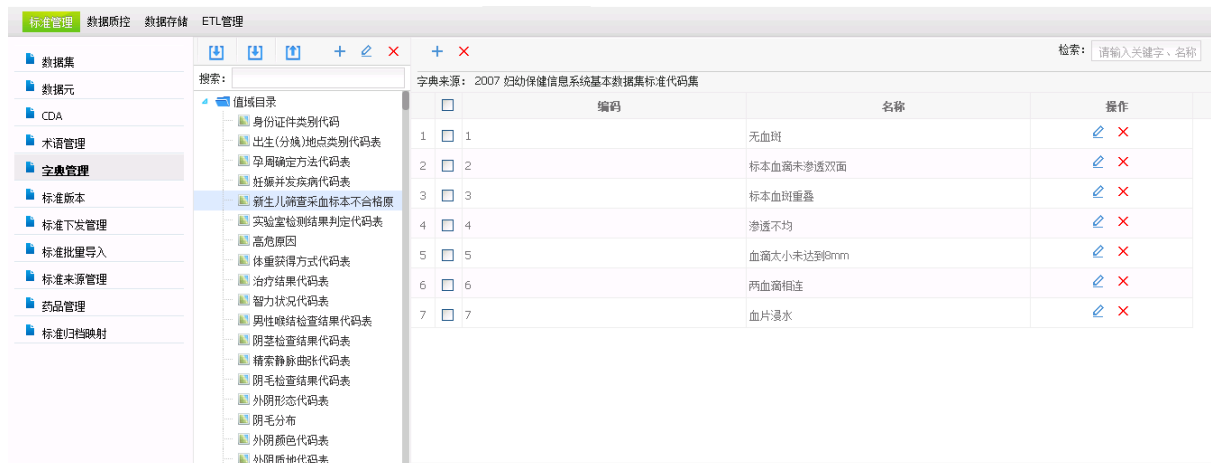 标准管理 数据质控 数据存储 ETL管理
数据集
数据元
CDA
术语管理
字典管理
标准版本
标准下发管理
标准批量导入
标准来源管理
药品管理
标准归档映射
搜索:
值域目录
身份证件类别代码
出生(分娩)地点类别代码表
孕周确定方法代码表
妊娠并发疾病代码表
新生儿筛查采血标本不合格原
实验室检测结果判定代码表
高危原因
体重获得方式代码表
治疗结果代码表
智力状况代码表
男性喉结检查结果代码表
阴茎检查结果代码表
精索静脉曲张代码表
阴毛检查结果代码表
外阴形态代码表
阴毛分布
外阴颜色代码表
外阴质地代码表
检索: 请输入关键字、名称
字典来源: 2007 妇幼保健信息系统基本数据集标准代码集
编码 名称 操作
1 1 无血斑
2 2 标本血滴未渗透双面
3 3 标本血斑重叠
4 4 渗透不均
5 5 血滴太小未达到8mm
6 6 两血滴相连
7 7 血片浸水